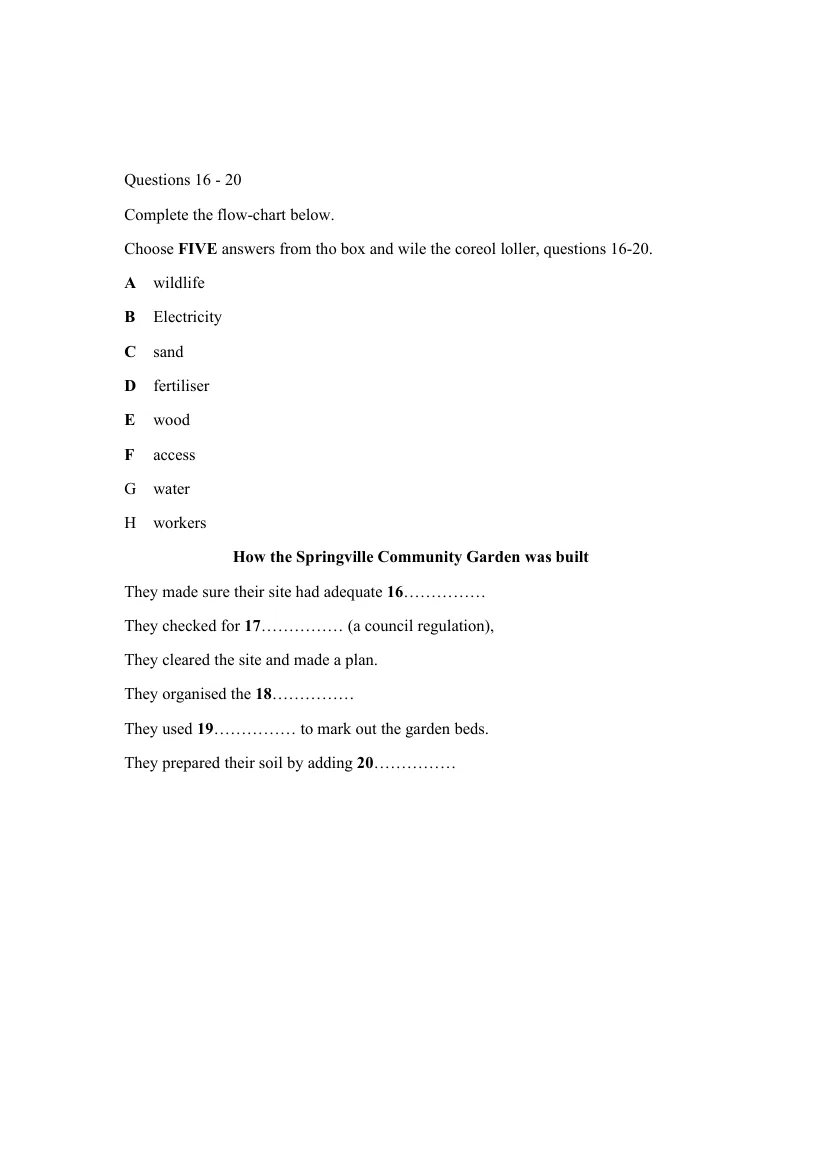 Questions 16 - 20
Complete the flow-chart below.
Choose FIVE answers from tho box and wile the coreol loller, questions 16-20.
A wildlife
B Electricity
C sand
D fertiliser
E wood
F access
G water
H workers
How the Springville Community Garden was built
They made sure their site had adequate 16……………
They checked for 17…………… (a council regulation),
They cleared the site and made a plan.
They organised the 18……………
They used 19…………… to mark out the garden beds.
They prepared their soil by adding 20……………